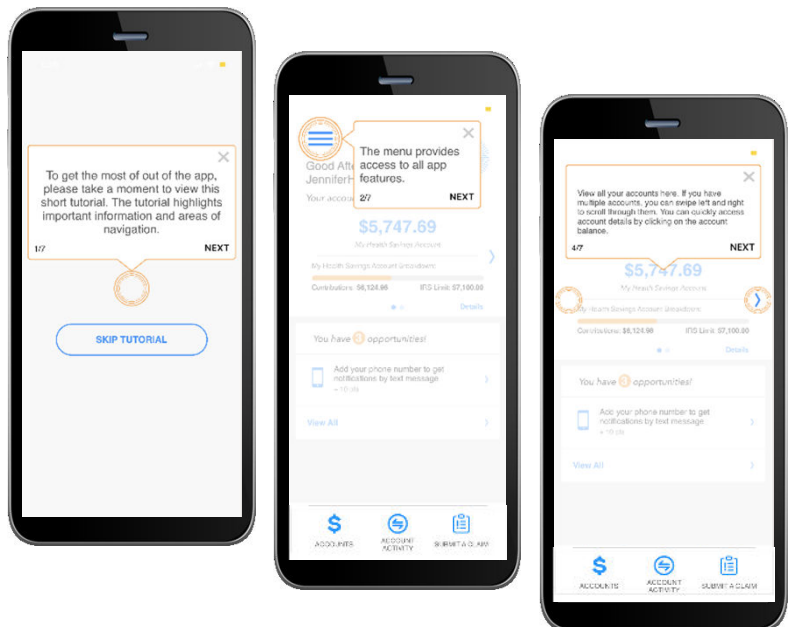 To get the most of out of the app,
please take a moment to view this
short tutorial. The tutorial highlights
important information and areas of
navigation.
1/7
NEXT
SKIP TUTORIAL
The menu provides
access to all app
features.
2/7
NEXT
Good Afte
JenniferH
Your accou
$5,747.69
My Health Savings Account
My Health Savings Account Breakdown:
Contributions: $6,124.98 IRS Limit: $7,100.00
Details
You have 3 opportunities!
Add your phone number to get
notifications by text message
View All
ACCOUNTS
ACCOUNT
ACTIVITY
SUBMIT A CLAIM
View all your accounts here. If you have
multiple accounts, you can swipe left and right
to scroll through them. You can quickly access
account details by clicking on the account
balance.
4/7
NEXT
$5,747.69
My Health Savings Account
My Health Savings Account Breakdown:
Contributions: $6,124.98 IRS Limit: $7,100.00
Details
You have 3 opportunities!
Add your phone number to get
notifications by text message
View All
ACCOUNTS
ACCOUNT
ACTIVITY
SUBMIT A CLAIM